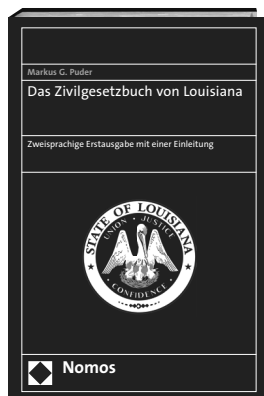 Markus G. Puder
Das Zivilgesetzbuch von Louisiana
Zweisprachige Erstausgabe mit einer Einleitung
STATE OF LOUISIANA
UNION · JUSTICE
CONFIDENCE
Nomos